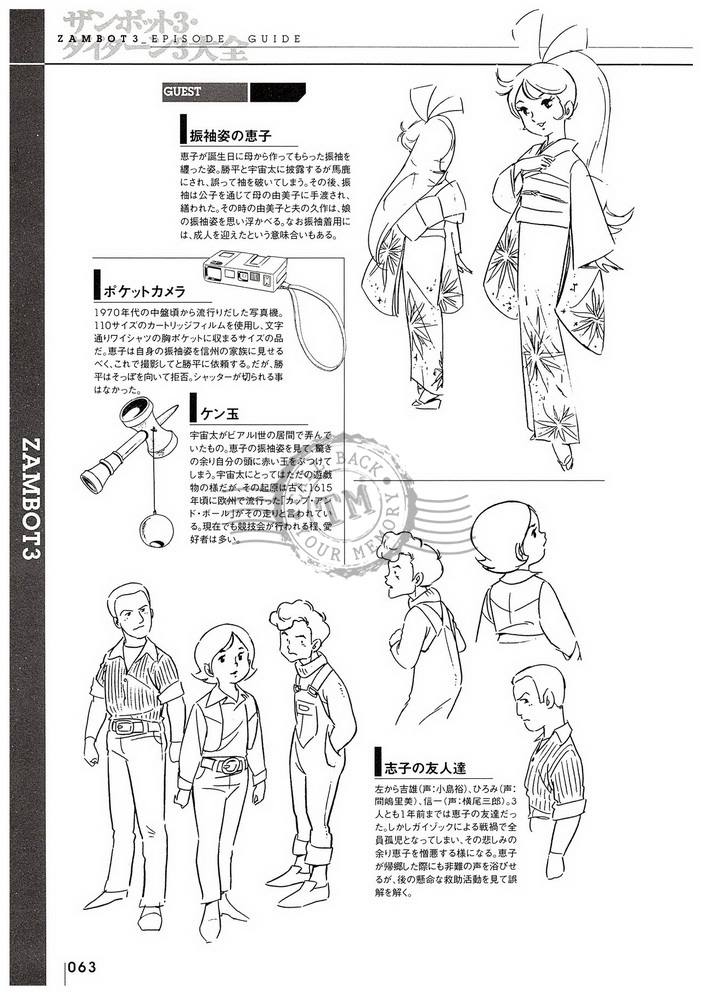 ザンボット3・
ダイターン3大全
ZAMBOT3_EPISODE GUIDE
GUEST
振袖姿の恵子
恵子が誕生日に母から作ってもらった振袖を
纏った姿。勝平と宇宙太に披露するが馬鹿
にされ、誤って袖を破いてしまう。その後、振
袖は公子を通じて母の由美子に手渡され、
繕われた。その時の由美子と夫の久作は、娘
の振袖姿を思い浮かべる。なお振袖着用に
は、成人を迎えたという意味合いもある。
ポケットカメラ
1970年代の中盤頃から流行りだした写真機。
110サイズのカートリッジフィルムを使用し、文字
通りワイシャツの胸ポケットに収まるサイズの品
だ。恵子は自身の振袖姿を信州の家族に見せる
べく、これで撮影してと勝平に依頼する。だが、勝
平はそっぽを向いて拒否。シャッターが切られる事
はなかった。
ケン玉
宇宙太がビアルI世の居間で弄んで
いたもの。恵子の振袖姿を見て、驚き
の余り自分の頭に赤い玉をぶつけて
しまう。宇宙太にとってはただの遊戯
物の様だが、その起原は古く、1615
年頃に欧州で流行った「カップ・アン
ド・ボール」がその走りと言われてい
る。現在でも競技会が行われる程、愛
好者は多い。
BACK
TM
YOUR MEMORY
志子の友人達
左から吉雄(声:小島裕)、ひろみ(声:
間嶋里美)、信一(声:横尾三郎)。3
人とも1年前までは恵子の友達だっ
た。しかしガイゾックによる戦禍で全
員孤児となってしまい、その悲しみの
余り恵子を憎悪する様になる。恵子
が帰郷した際にも非難の声を浴びせ
るが、後の懸命な救助活動を見て誤
解を解く。
ZAMBOT3
063